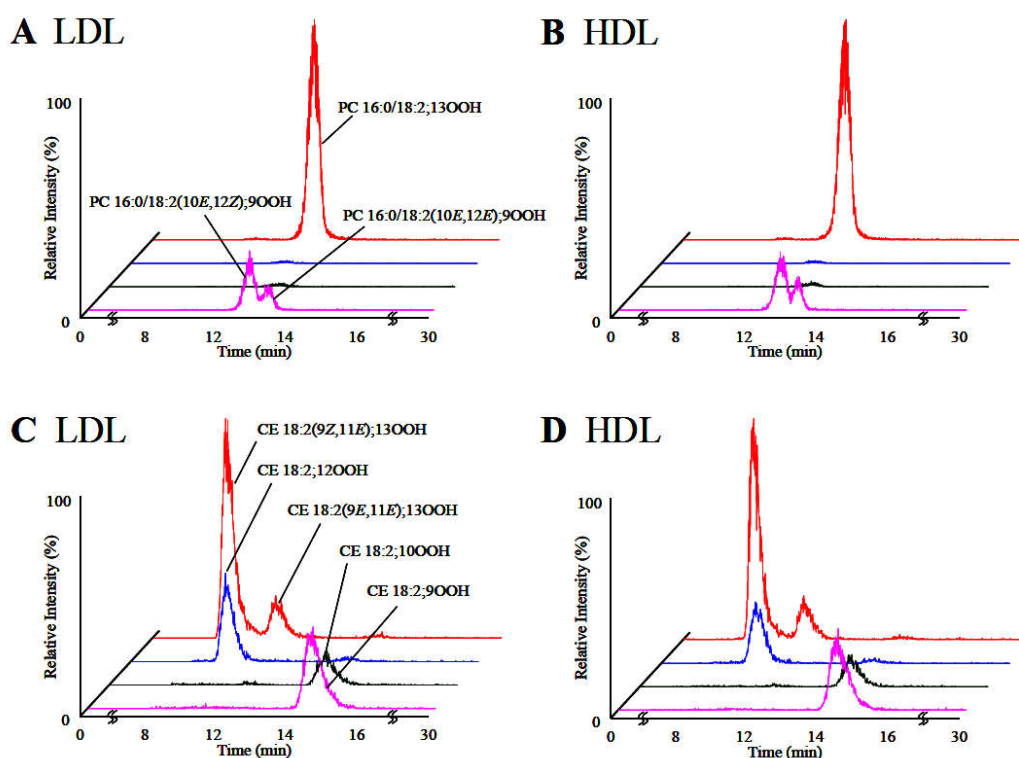 A LDL
B HDL
100
Relative Intensity (%)
0
0
8
12
14
30
Time (min)
PC 16:0/18:2;13OOH
PC 16:0/18:2(10E,12Z);9OOH
PC 16:0/18:2(10E,12E);9OOH
100
Relative Intensity (%)
0
0
8
12
14
30
Time (min)
C LDL
D HDL
100
Relative Intensity (%)
0
0
8
12
16
30
Time (min)
CE 18:2(9Z,11E);13OOH
CE 18:2;12OOH
CE 18:2(9E,11E);13OOH
CE 18:2;10OOH
CE 18:2;9OOH
100
Relative Intensity (%)
0
0
8
12
16
30
Time (min)